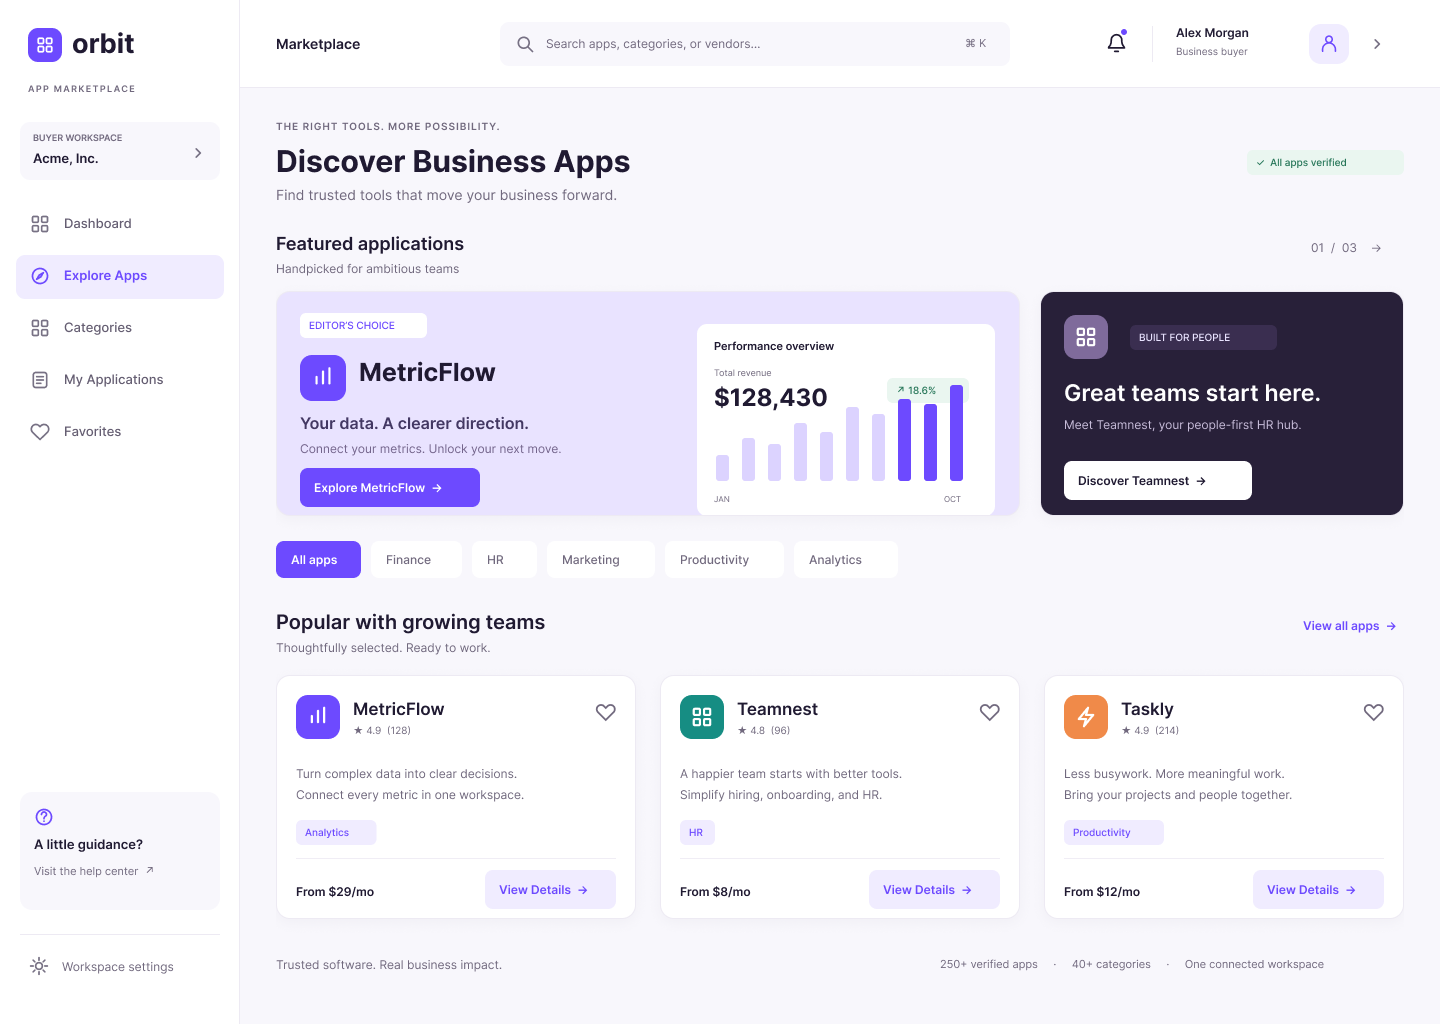 orbit
APP MARKETPLACE
BUYER WORKSPACE
Acme, Inc.
Dashboard
Explore Apps
Categories
My Applications
Favorites
A little guidance?
Visit the help center ↗
Workspace settings
Marketplace
Search apps, categories, or vendors...
⌘ K
Alex Morgan
Business buyer
THE RIGHT TOOLS. MORE POSSIBILITY.
Discover Business Apps
Find trusted tools that move your business forward.
✓ All apps verified
Featured applications
Handpicked for ambitious teams
01 / 03 →
EDITOR'S CHOICE
MetricFlow
Your data. A clearer direction.
Connect your metrics. Unlock your next move.
Explore MetricFlow →
Performance overview
Total revenue
$128,430
↗ 18.6%
JAN
OCT
BUILT FOR PEOPLE
Great teams start here.
Meet Teamnest, your people-first HR hub.
Discover Teamnest →
All apps
Finance
HR
Marketing
Productivity
Analytics
Popular with growing teams
Thoughtfully selected. Ready to work.
View all apps →
MetricFlow
★ 4.9 (128)
Turn complex data into clear decisions.
Connect every metric in one workspace.
Analytics
From $29/mo
View Details →
Teamnest
★ 4.8 (96)
A happier team starts with better tools.
Simplify hiring, onboarding, and HR.
HR
From $8/mo
View Details →
Taskly
★ 4.9 (214)
Less busywork. More meaningful work.
Bring your projects and people together.
Productivity
From $12/mo
View Details →
Trusted software. Real business impact.
250+ verified apps · 40+ categories · One connected workspace